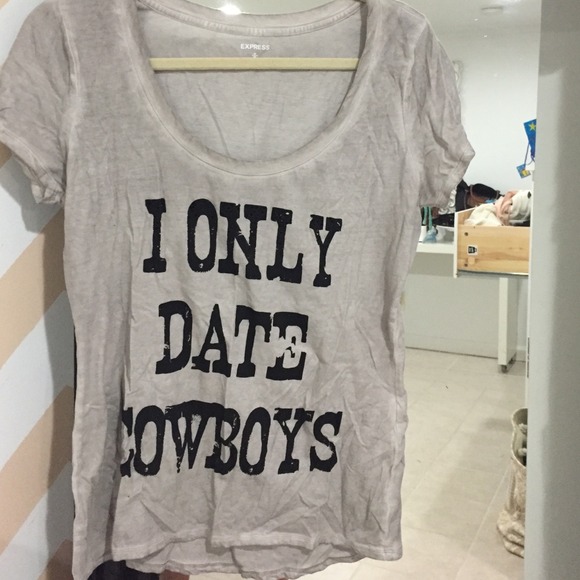 EXPRESS
I ONLY
DATE
COWBOYS